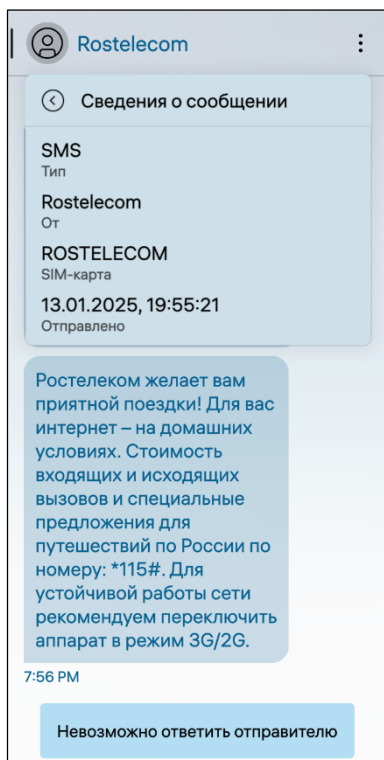 Rostelecom
Сведения о сообщении
SMS
Тип
Rostelecom
От
ROSTELECOM
SIM-карта
13.01.2025, 19:55:21
Отправлено
Ростелеком желает вам
приятной поездки! Для вас
интернет – на домашних
условиях. Стоимость
входящих и исходящих
вызовов и специальные
предложения для
путешествий по России по
номеру: *115#. Для
устойчивой работы сети
рекомендуем переключить
аппарат в режим 3G/2G.
7:56 PM
Невозможно ответить отправителю